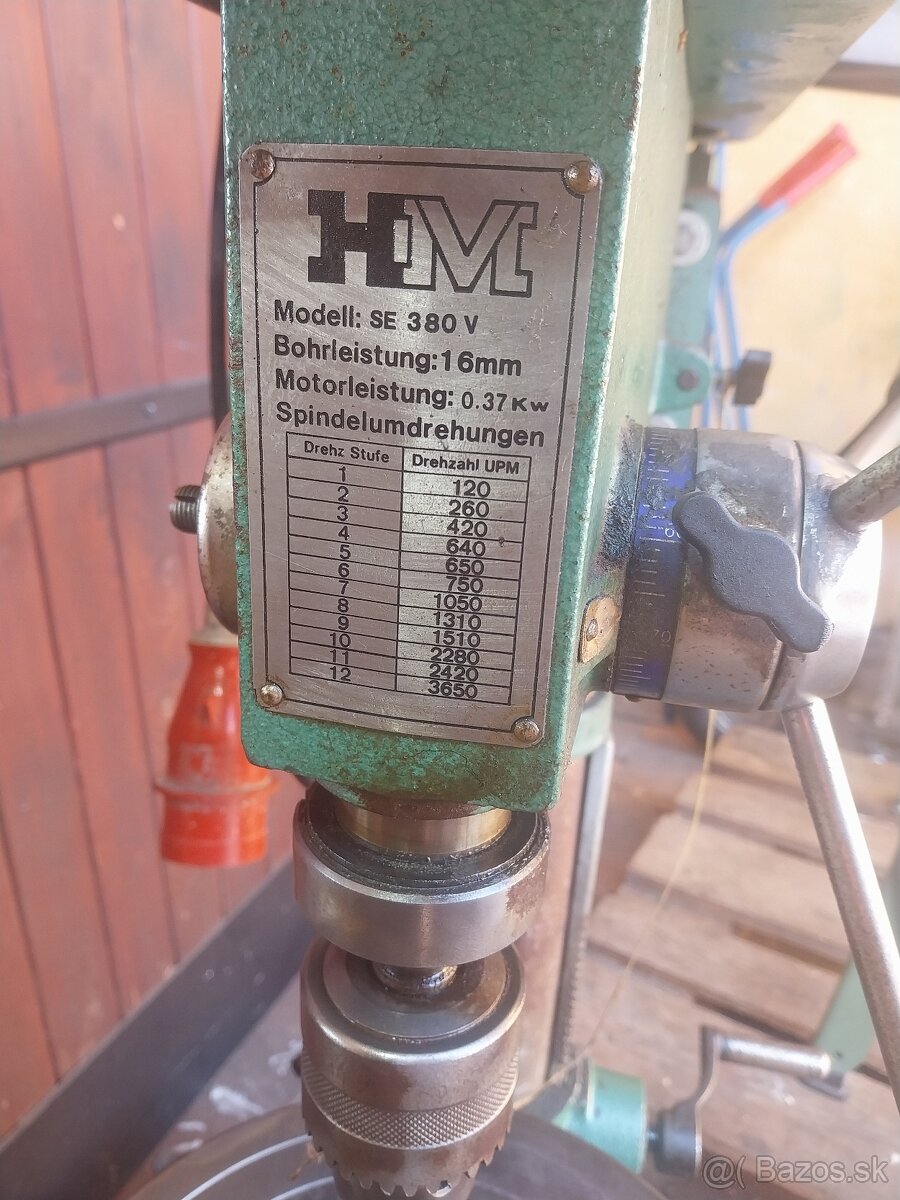 HM
Modell: SE 380 V
Bohrleistung:16mm
Motorleistung: 0.37 Kw
Spindelumdrehungen
Drehz Stufe Drehzahl UPM
1 120
2 260
3 420
4 640
5 650
6 750
7 1050
8 1310
9 1510
10 2280
11 2420
12 3650
70
@( Bazos.sk